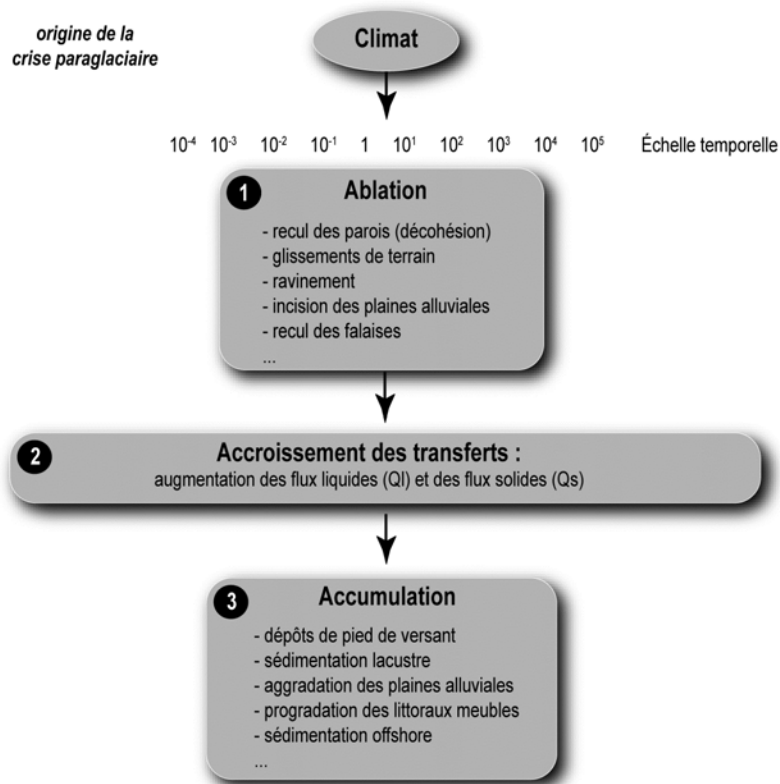 origine de la
crise paraglaciaire
Climat
10⁻⁴ 10⁻³ 10⁻² 10⁻¹ 1 10¹ 10² 10³ 10⁴ 10⁵ Échelle temporelle
1 Ablation
- recul des parois (décohésion)
- glissements de terrain
- ravinement
- incision des plaines alluviales
- recul des falaises
...
2 Accroissement des transferts :
augmentation des flux liquides (Ql) et des flux solides (Qs)
3 Accumulation
- dépôts de pied de versant
- sédimentation lacustre
- aggradation des plaines alluviales
- progradation des littoraux meubles
- sédimentation offshore
...